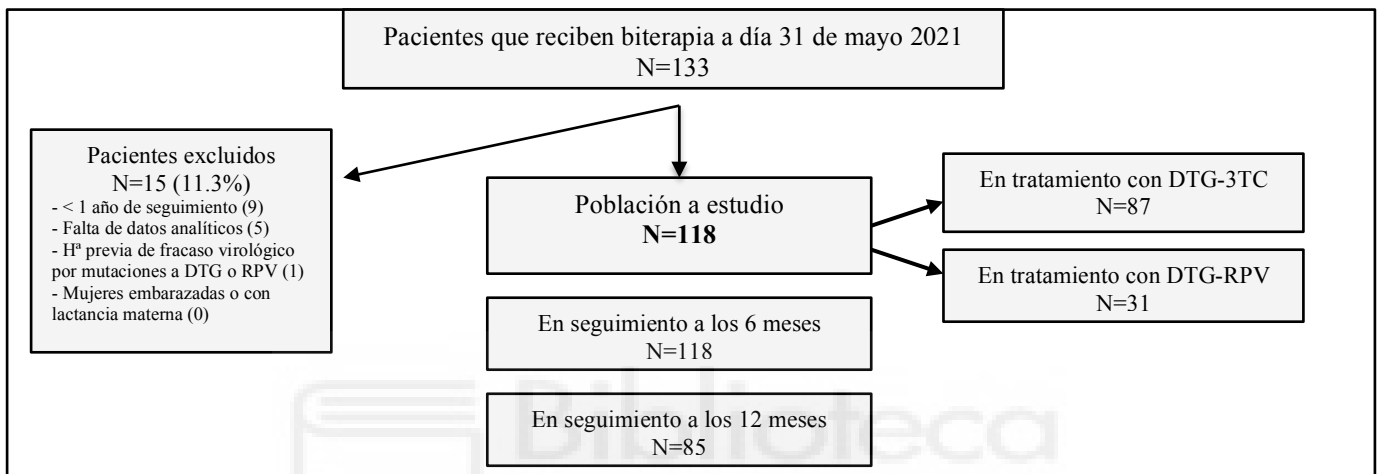 Pacientes que reciben biterapia a día 31 de mayo 2021
N=133
Pacientes excluidos
N=15 (11.3%)
- < 1 año de seguimiento (9)
- Falta de datos analíticos (5)
- Hª previa de fracaso virológico
por mutaciones a DTG o RPV (1)
- Mujeres embarazadas o con
lactancia materna (0)
Población a estudio
N=118
En tratamiento con DTG-3TC
N=87
En tratamiento con DTG-RPV
N=31
En seguimiento a los 6 meses
N=118
En seguimiento a los 12 meses
N=85
Biblioteca